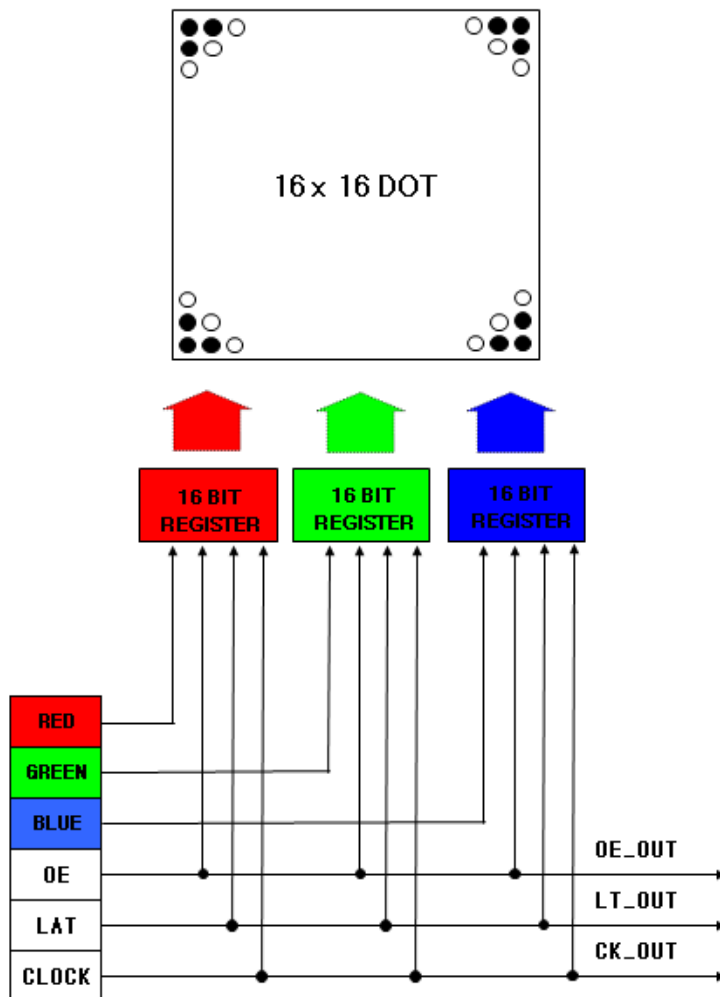 16 x 16 DOT
16 BIT
REGISTER
16 BIT
REGISTER
16 BIT
REGISTER
RED
GREEN
BLUE
OE
LAT
CLOCK
OE_OUT
LT_OUT
CK_OUT